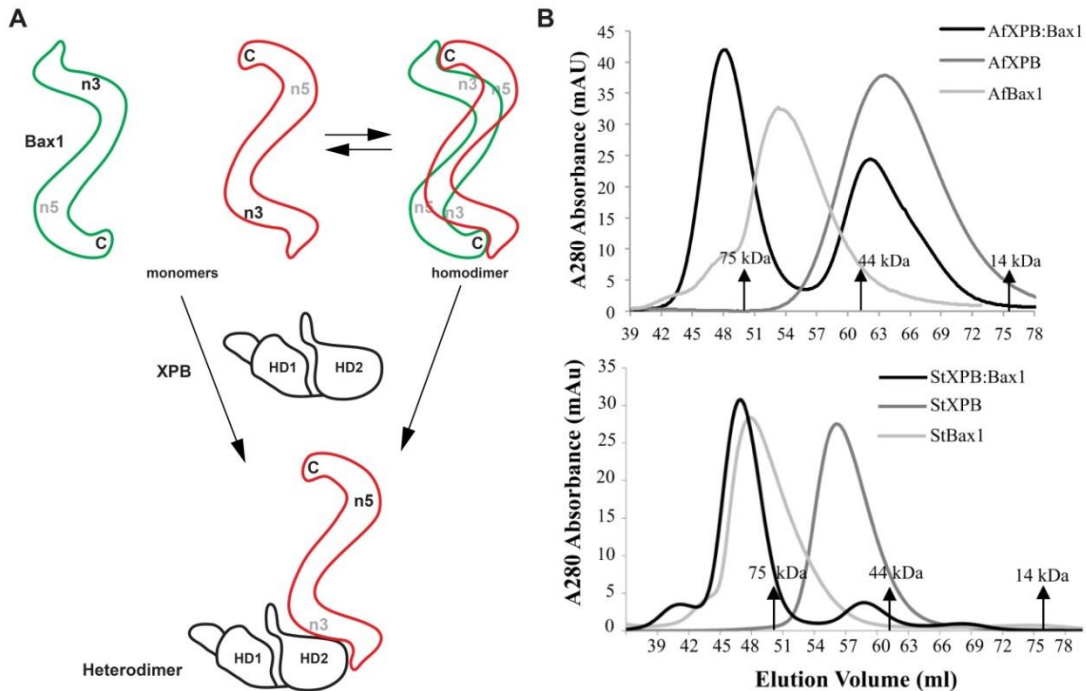 A
C
n3
Bax1
n5
C
C
n5
n3
C
n3
n5
n5
n3
C
monomers
homodimer
XPB
HD1
HD2
C
n5
n3
HD1
HD2
Heterodimer
B
A280 Absorbance (mAU)
45
40
35
30
25
20
15
10
5
0
AfXPB:Bax1
AfXPB
AfBax1
75 kDa
44 kDa
14 kDa
39 42 45 48 51 54 57 60 63 66 69 72 75 78
A280 Absorbance (mAu)
35
30
25
20
15
10
5
0
StXPB:Bax1
StXPB
StBax1
75 kDa
44 kDa
14 kDa
39 42 45 48 51 54 57 60 63 66 69 72 75 78
Elution Volume (ml)